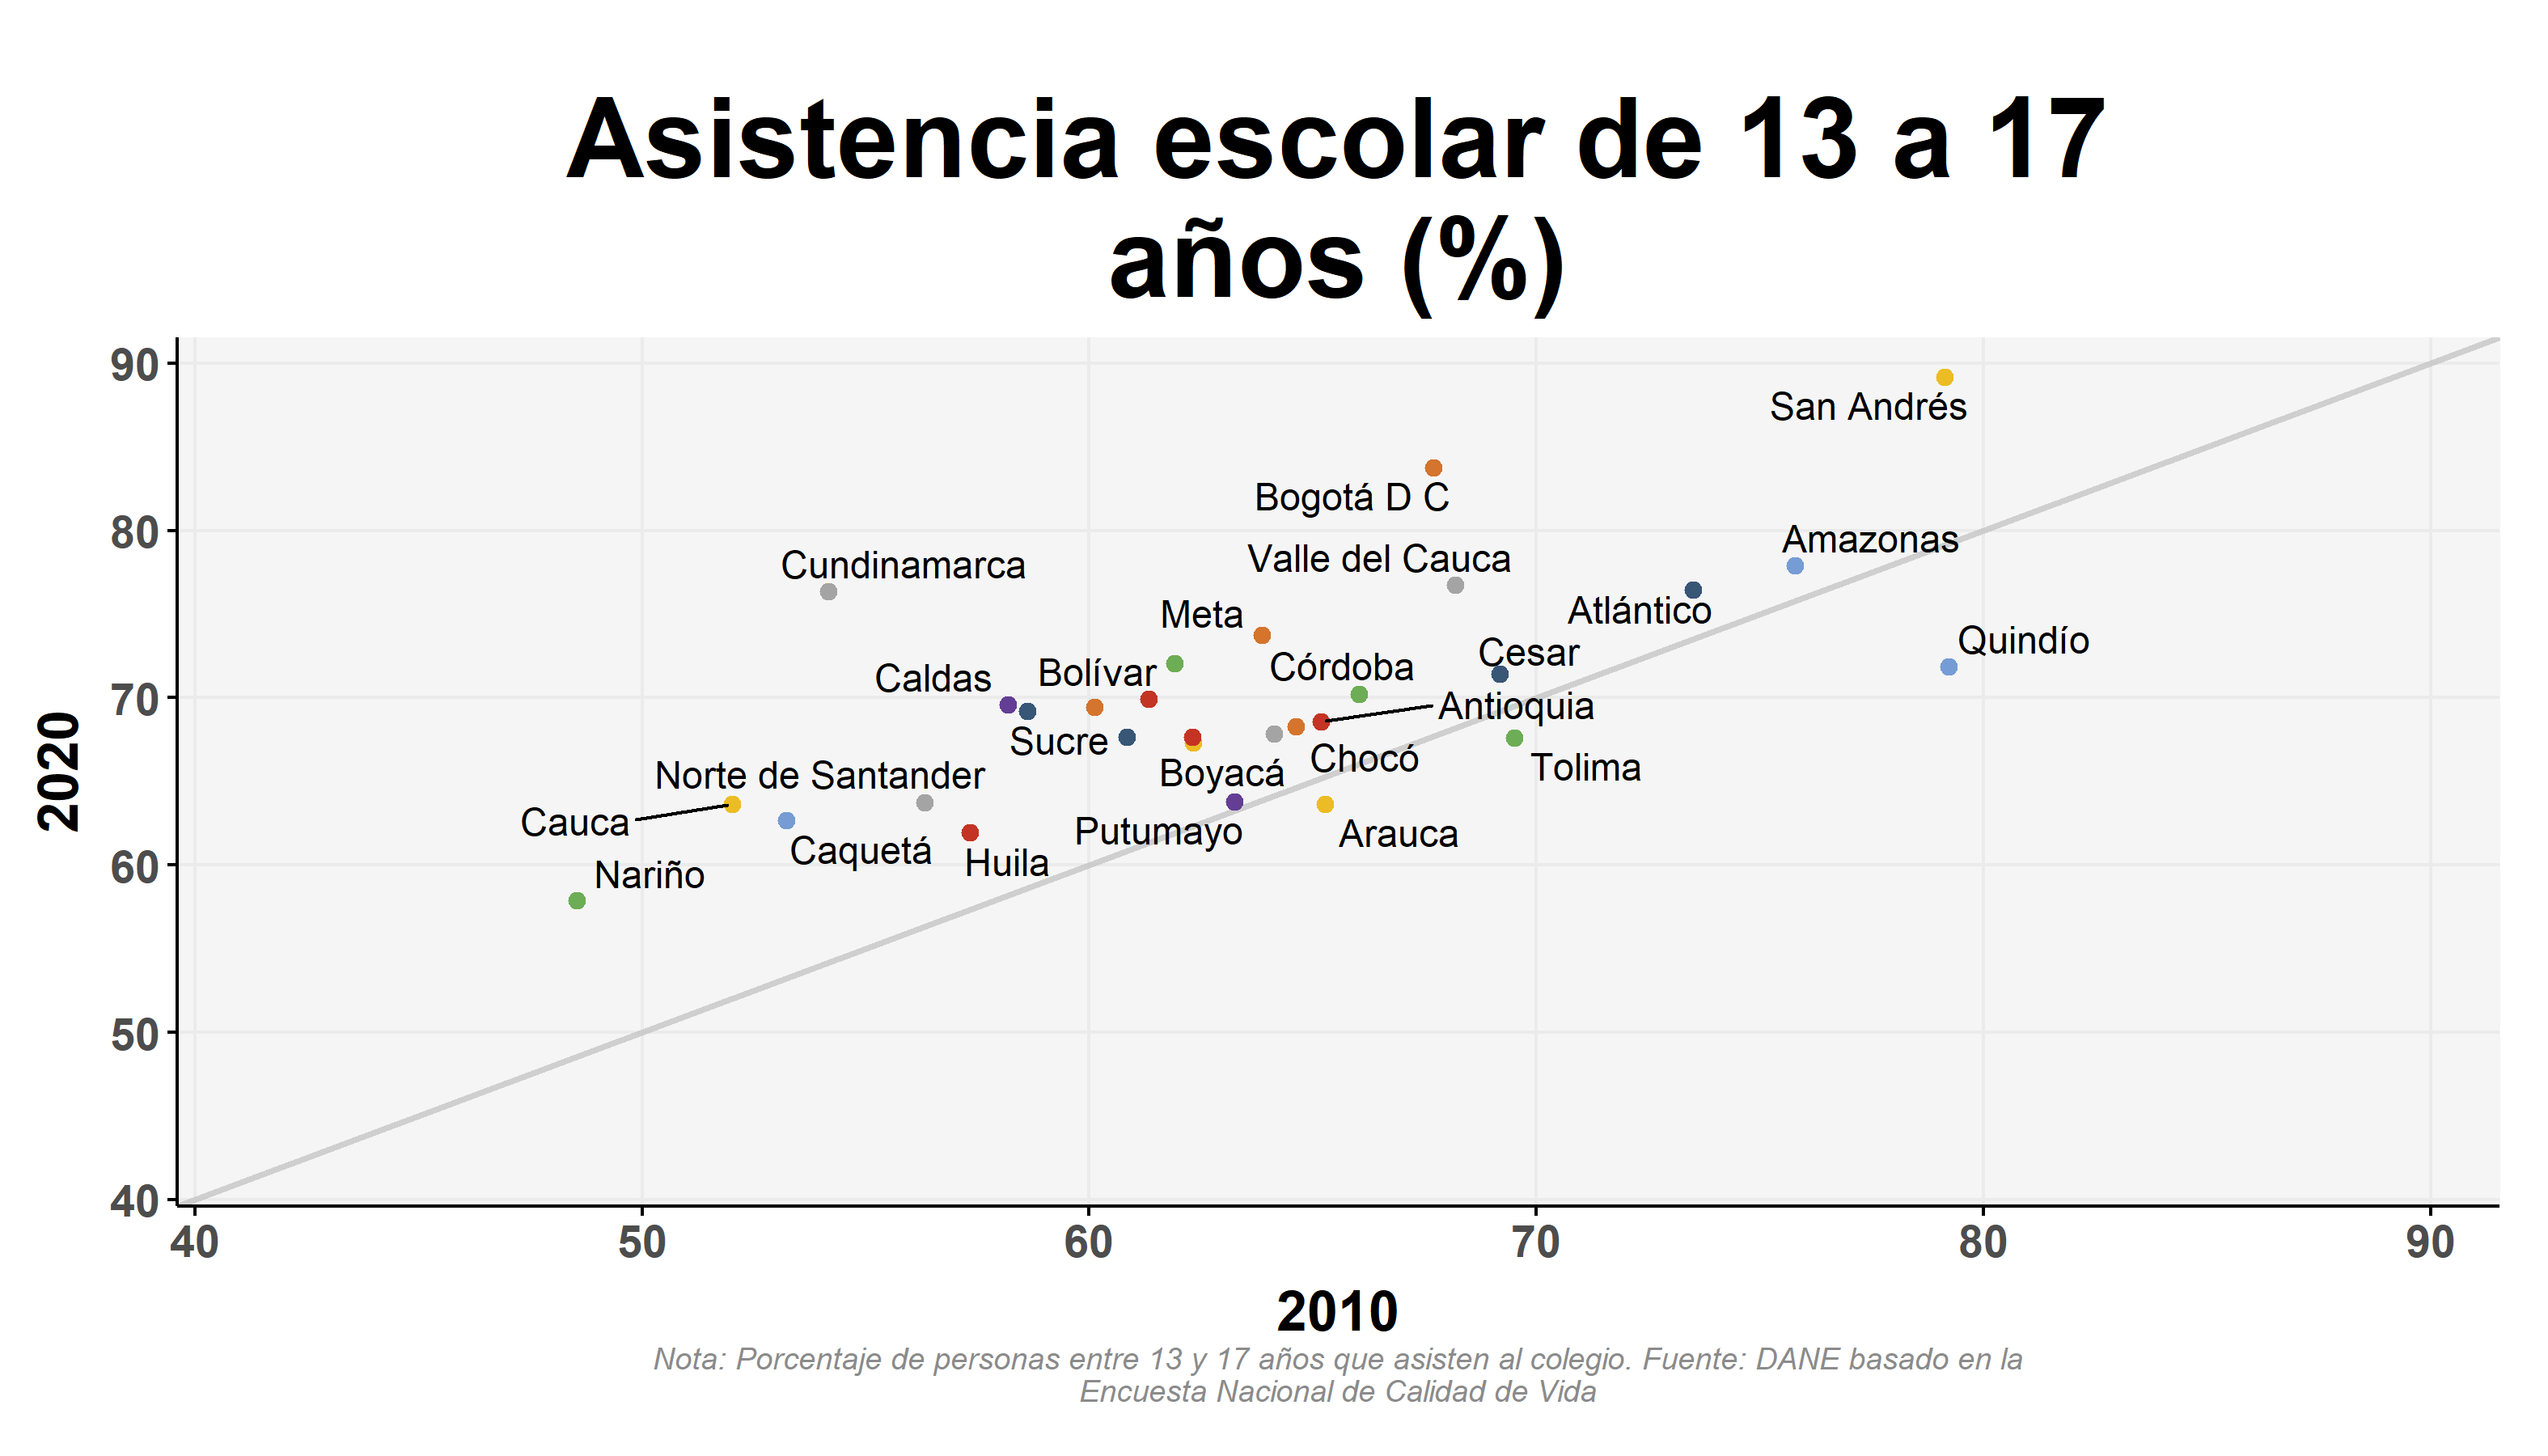 Asistencia escolar de 13 a 17
años (%)
90
San Andrés
Bogotá D C
80
Amazonas
Valle del Cauca
Cundinamarca
Atlántico
Meta
Quindío
Cesar
Córdoba
Bolívar
Caldas
70
Antioquia
Sucre
Chocó
Tolima
2020
Boyacá
Norte de Santander
Cauca
Putumayo
Arauca
Caquetá
Huila
60
Nariño
50
40
40 50 60 70 80 90
2010
Nota: Porcentaje de personas entre 13 y 17 años que asisten al colegio. Fuente: DANE basado en la
Encuesta Nacional de Calidad de Vida